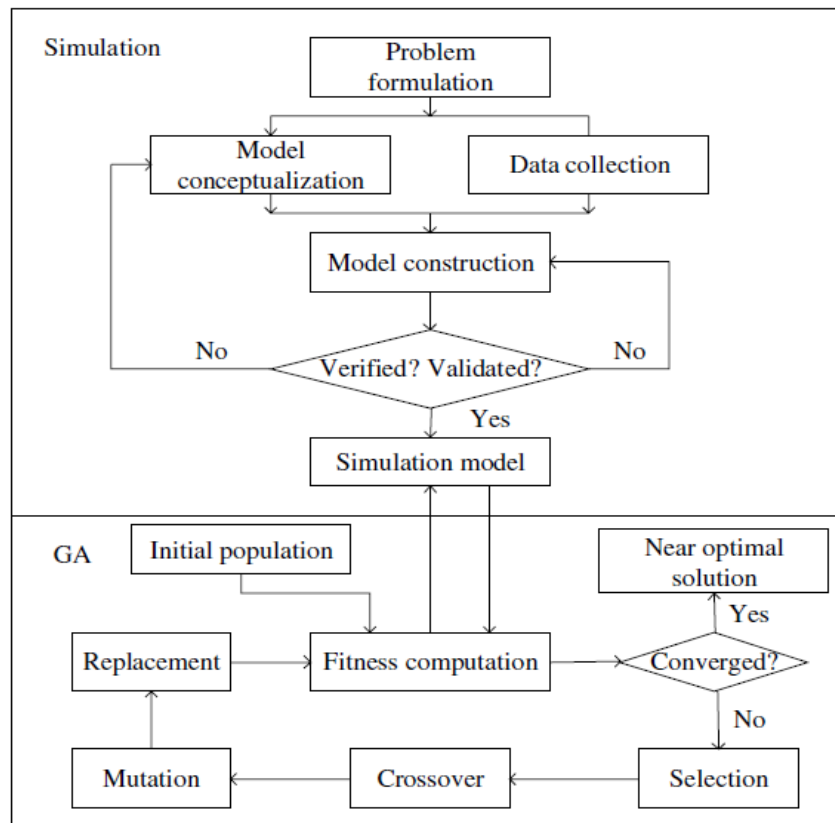 Simulation
Problem
formulation
Model
conceptualization
Data collection
Model construction
No
Verified? Validated?
No
Yes
Simulation model
GA
Initial population
Near optimal
solution
Yes
Replacement
Fitness computation
Converged?
No
Mutation
Crossover
Selection